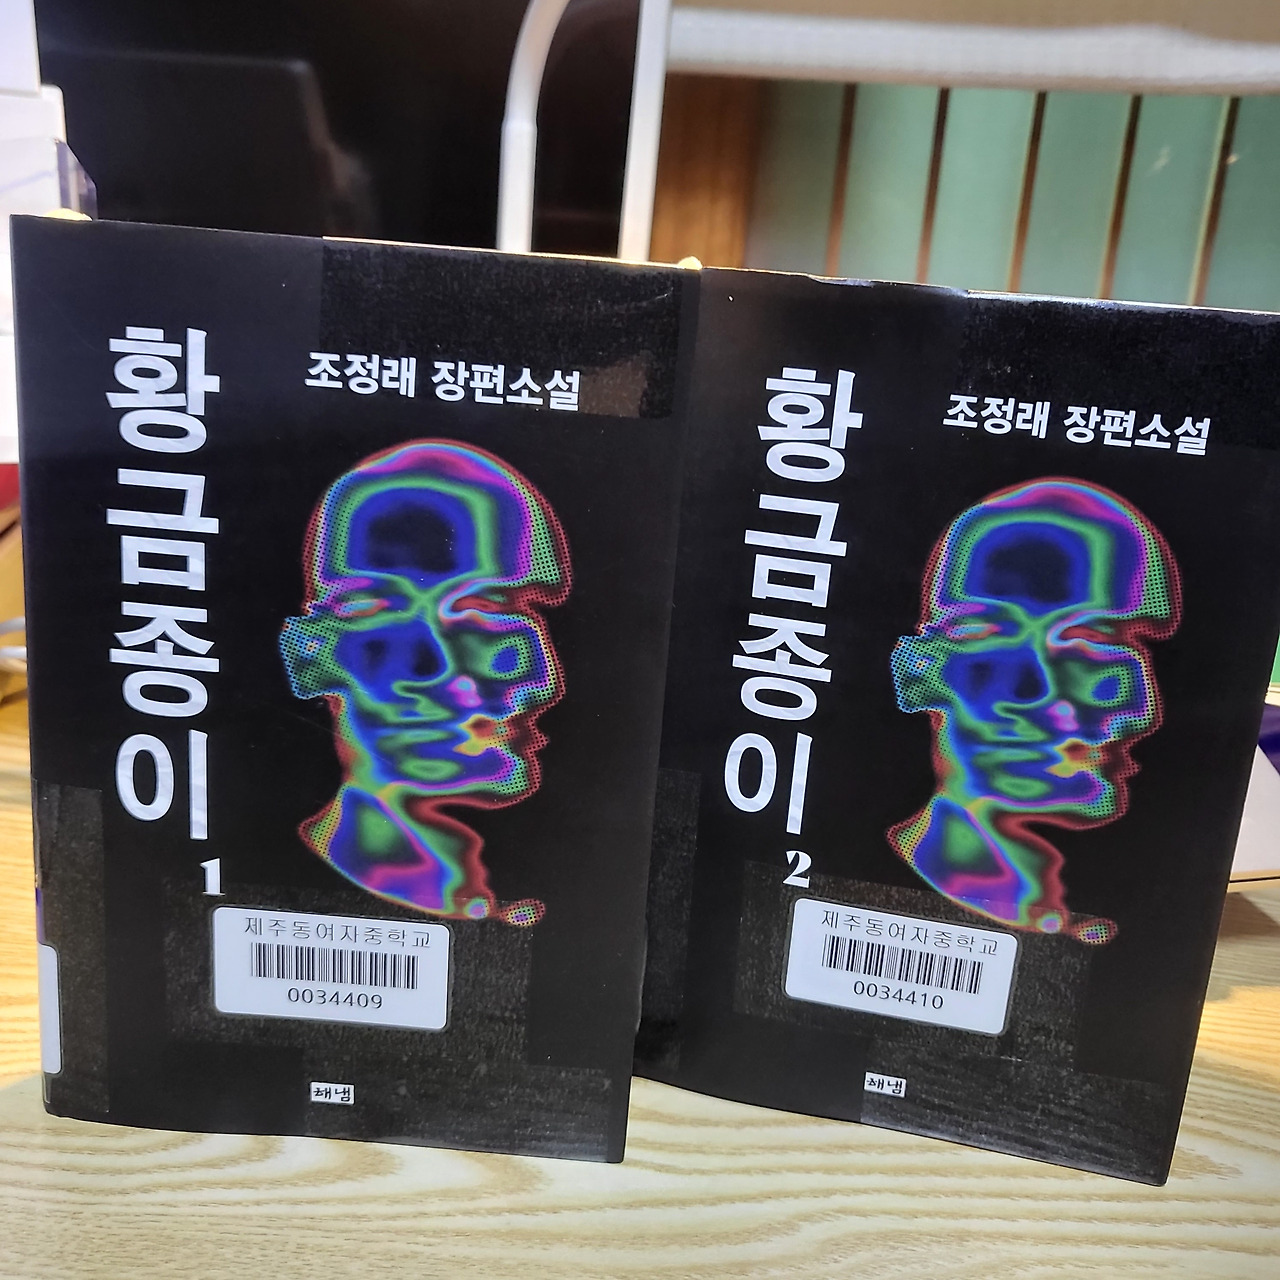 황금종이
1
조정래 장편소설
제주동여자중학교
0034409
해냄
황금종이
2
조정래 장편소설
제주동여자중학교
0034410
해냄